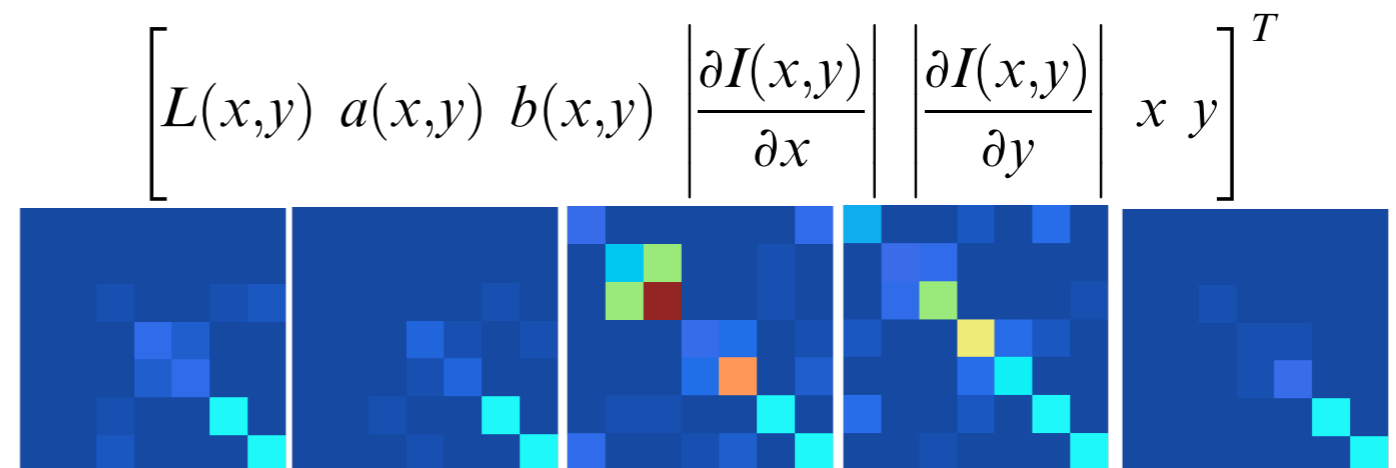 [L(x,y) a(x,y) b(x,y) |∂I(x,y)/∂x| |∂I(x,y)/∂y| x y]^T